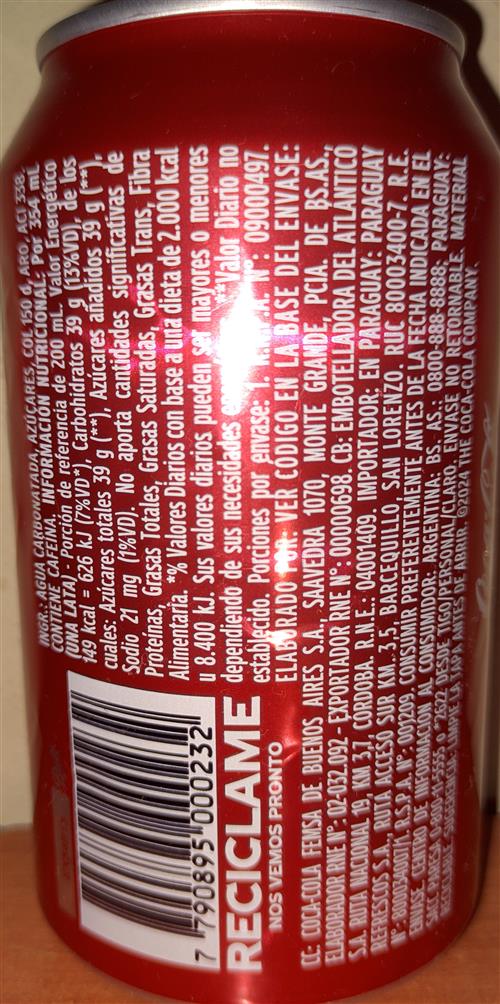 INGR.: AGUA CARBONATADA, AZÚCARES, COL 150 d, ARO, ACI 338.
CONTIENE CAFEÍNA. INFORMACIÓN NUTRICIONAL: Por 354 mL
(UNA LATA) - Porción de referencia de 200 mL. Valor Energético
149 kcal = 626 kJ (7%VD*), Carbohidratos 39 g (13%VD), de los
cuales: Azúcares totales 39 g (**), Azúcares añadidos 39 g (**),
Sodio 21 mg (1%VD). No aporta cantidades significativas de
Proteínas, Grasas Totales, Grasas Saturadas, Grasas Trans, Fibra
Alimentaria. *% Valores Diarios con base a una dieta de 2.000 kcal
u 8.400 kJ. Sus valores diarios pueden ser mayores o menores
dependiendo de sus necesidades **Valor Diario no
establecido. Porciones por envase: 1. N°: 09000497.
ELABORADO POR: VER CÓDIGO EN LA BASE DEL ENVASE:
CC: COCA-COLA FEMSA DE BUENOS AIRES S.A., SAAVEDRA 1070, MONTE GRANDE, PCIA. DE BS.AS.,
ELABORADOR RNE N°: 02-032.092 - EXPORTADOR RNE N°: 00000698. CB: EMBOTELLADORA DEL ATLÁNTICO
S.A. RUTA NACIONAL 19, KM 3,7, CÓRDOBA. R.N.E.: 04001409. IMPORTADOR: EN PARAGUAY: PARAGUAY
REFRESCOS S.A., RUTA ACCESO SUR KM. 3,5, BARCEQUILLO, SAN LORENZO. RUC 80003400-7. R.E.
CONSUMIR PREFERENTEMENTE ANTES DE LA FECHA INDICADA EN EL
ENVASE. CENTRO DE INFORMACIÓN AL CONSUMIDOR: ARGENTINA: BS. AS.: 0800-888-8888; PARAGUAY:
DESDE TIGO/PERSONAL/CLARO. ENVASE NO RETORNABLE. MATERIAL
TAPA ANTES DE ABRIR. ©2024 THE COCA-COLA COMPANY.
7 790895 000232
RECICLAME
NOS VEMOS PRONTO